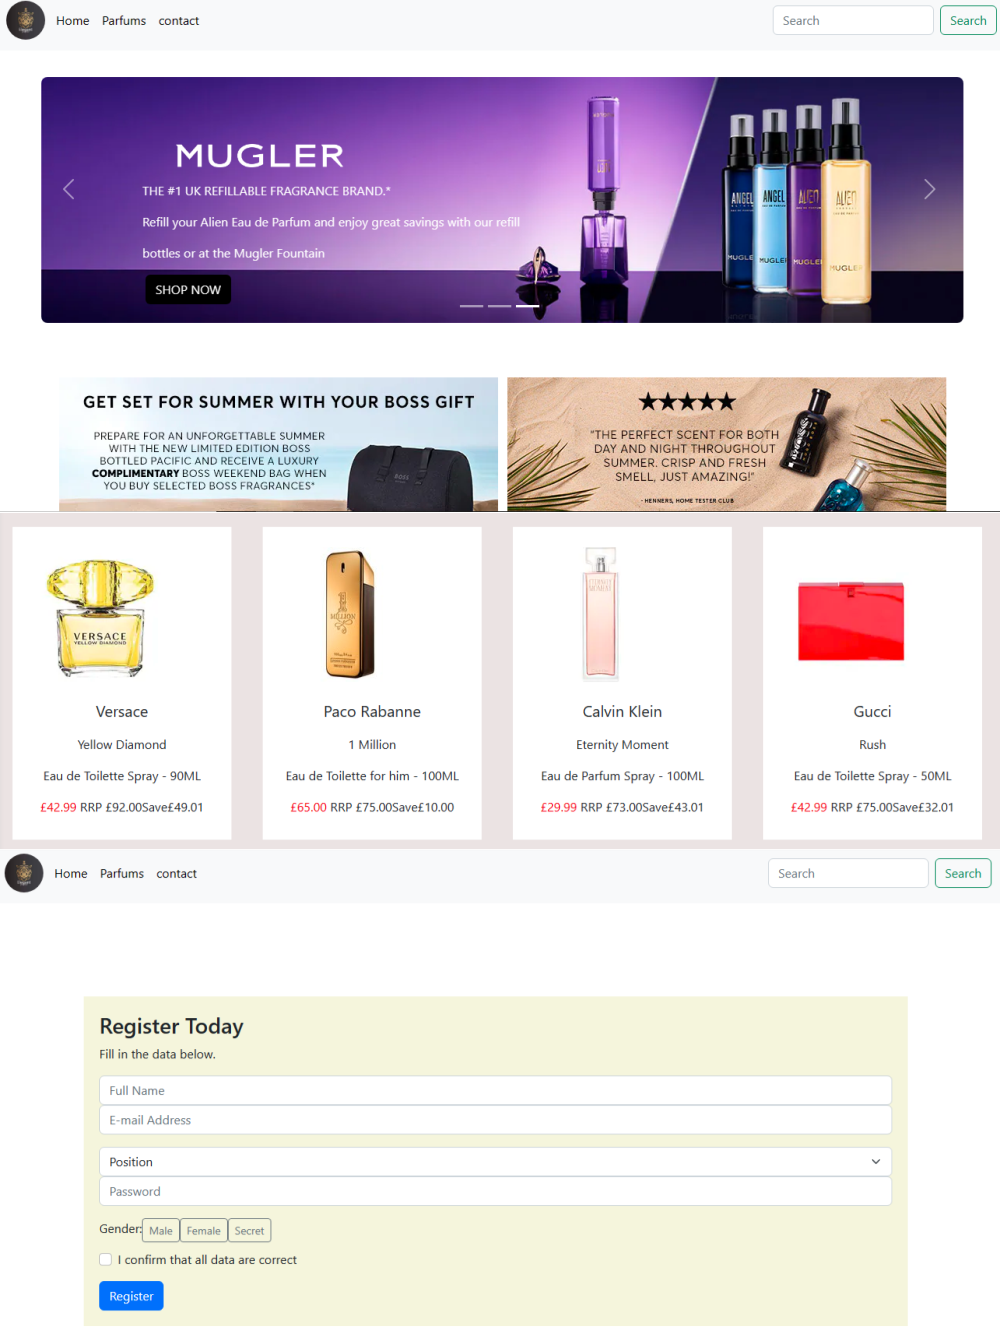 Home Parfums contact Search Search
MUGLER
THE #1 UK REFILLABLE FRAGRANCE BRAND.*
Refill your Alien Eau de Parfum and enjoy great savings with our refill
bottles or at the Mugler Fountain
SHOP NOW
ANGEL ANGEL ALIEN ALIEN
MUGLER MUGLER MUGLER MUGLER
GET SET FOR SUMMER WITH YOUR BOSS GIFT
PREPARE FOR AN UNFORGETTABLE SUMMER
WITH THE NEW LIMITED EDITION BOSS
BOTTLED PACIFIC AND RECEIVE A LUXURY
COMPLIMENTARY BOSS WEEKEND BAG WHEN
YOU BUY SELECTED BOSS FRAGRANCES*
BOSS
★★★★★
"THE PERFECT SCENT FOR BOTH
DAY AND NIGHT THROUGHOUT
SUMMER. CRISP AND FRESH
SMELL, JUST AMAZING!"
- HENNERS, HOME TESTER CLUB
BOSS
VERSACE
YELLOW DIAMOND
MILLION
ETERNITY
MOMENT
Versace
Yellow Diamond
Eau de Toilette Spray - 90ML
£42.99 RRP £92.00Save£49.01
Paco Rabanne
1 Million
Eau de Toilette for him - 100ML
£65.00 RRP £75.00Save£10.00
Calvin Klein
Eternity Moment
Eau de Parfum Spray - 100ML
£29.99 RRP £73.00Save£43.01
Gucci
Rush
Eau de Toilette Spray - 50ML
£42.99 RRP £75.00Save£32.01
Home Parfums contact Search Search
Register Today
Fill in the data below.
Full Name
E-mail Address
Position
Password
Gender: Male Female Secret
I confirm that all data are correct
Register